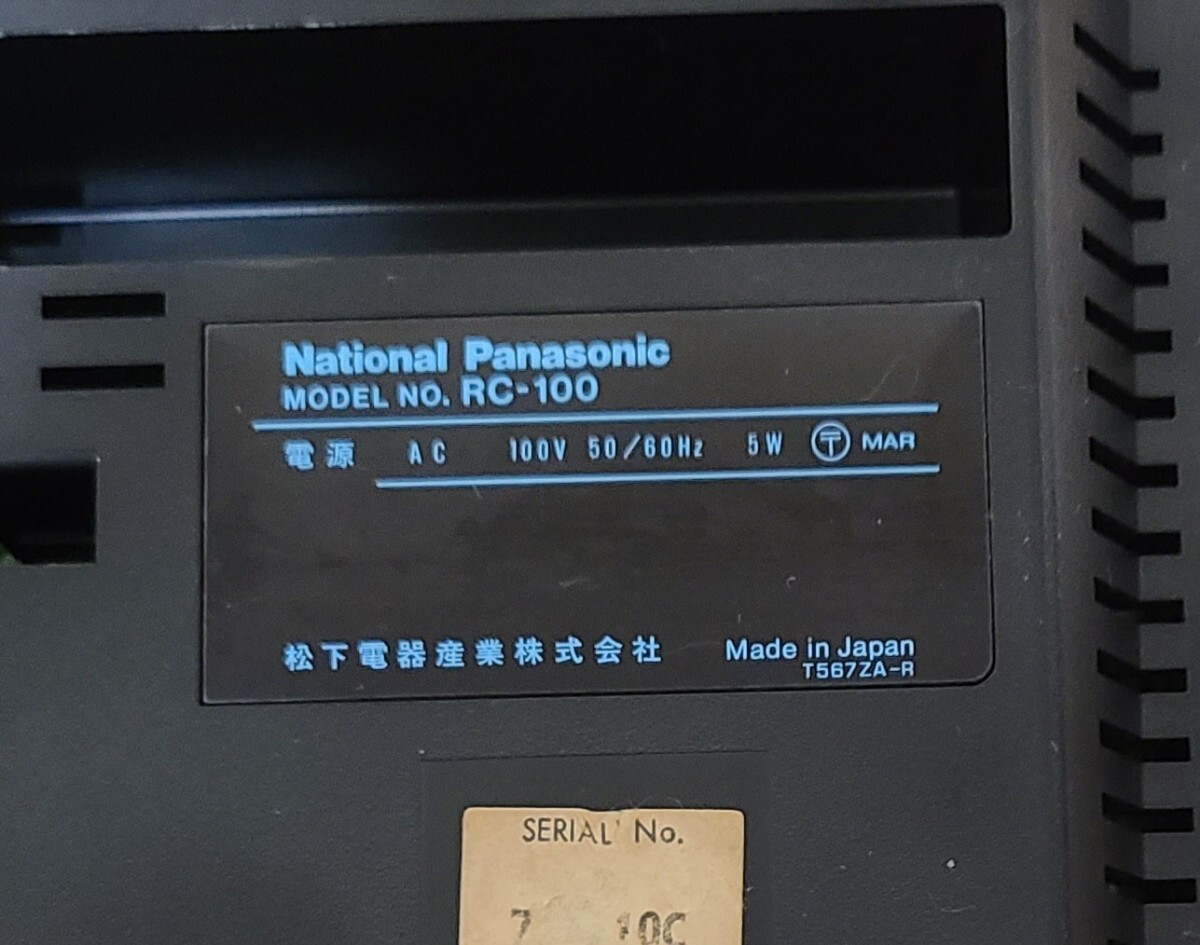 National Panasonic
MODEL NO. RC-100
電源 AC 100V 50/60Hz 5W 〒 MAR
松下電器産業株式会社 Made in Japan
T567ZA-R
SERIAL No.